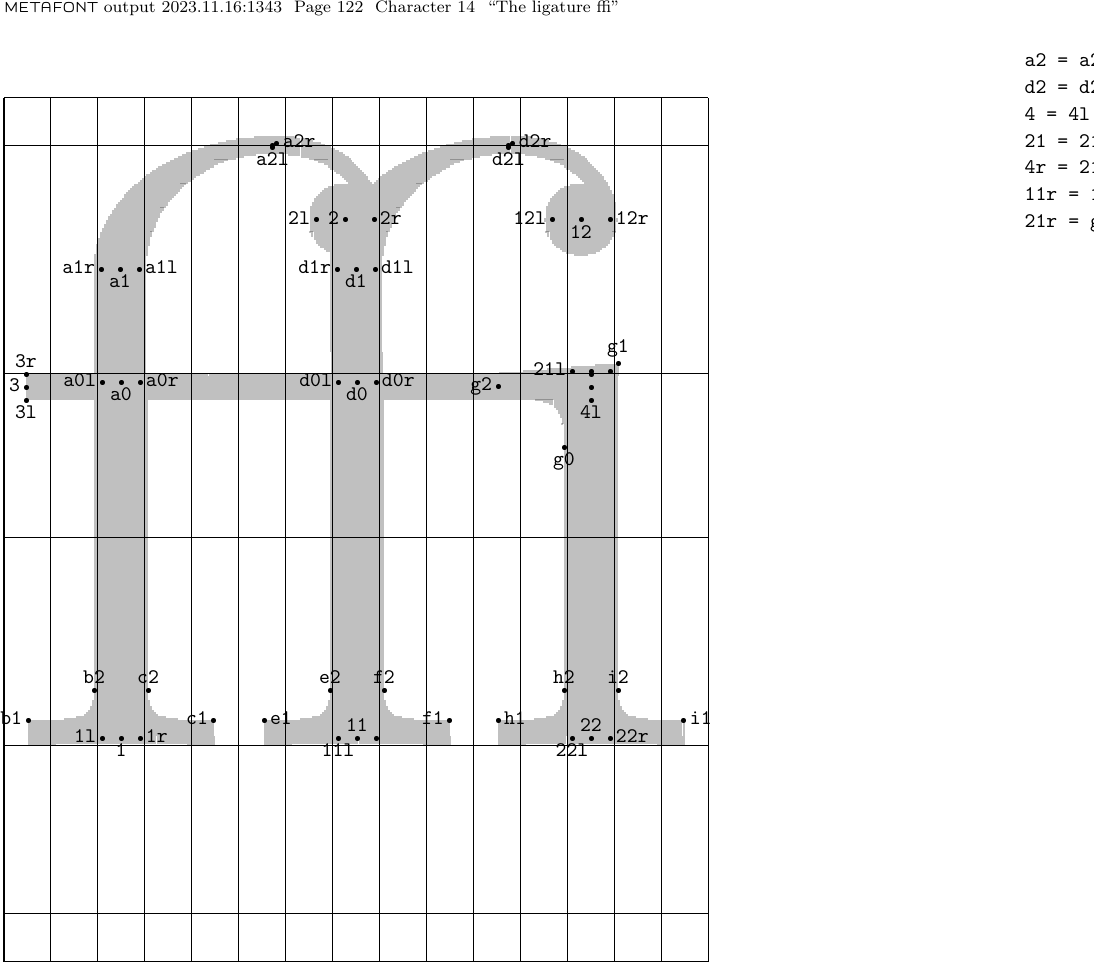 METAFONT output 2023.11.16:1343 Page 122 Character 14 “The ligature ffi”
a2 = a2
d2 = d2
4 = 4l
21 = 21
4r = 21
11r = 1
21r = g
a2r d2r
a2l d2l
2l 2 2r 12l 12r
12
a1r a1l d1r d1l
a1 d1
g1
3r 21l
3 a0l a0r d0l d0r g2
a0 d0
3l 4l
g0
b2 c2 e2 f2 h2 i2
b1 c1 e1 f1 h1 i1
11 22
1l 1r 22r
1 11l 22l